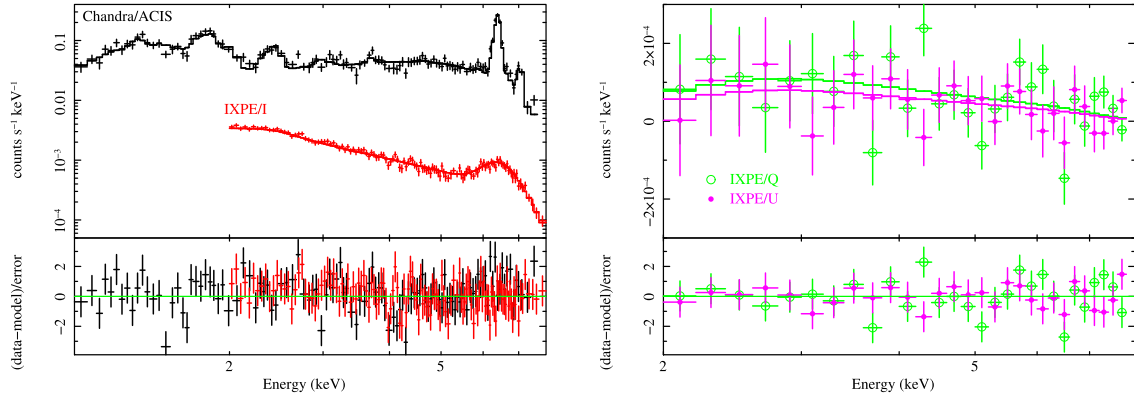 Chandra/ACIS
IXPE/I
counts s⁻¹ keV⁻¹
0.1
0.01
10⁻³
10⁻⁴
(data−model)/error
2
0
−2
2
5
Energy (keV)
IXPE/Q
IXPE/U
counts s⁻¹ keV⁻¹
2×10⁻⁴
0
−2×10⁻⁴
(data−model)/error
2
0
−2
2
5
Energy (keV)